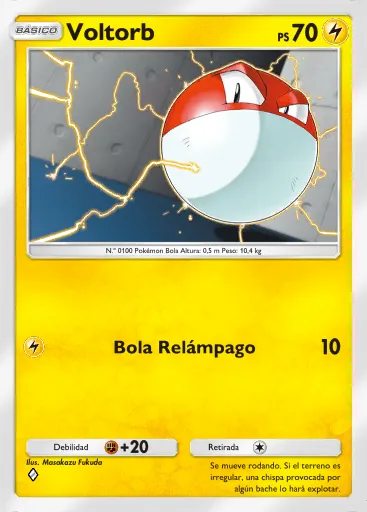 BÁSICO Voltorb PS 70
N.º 0100 Pokémon Bola Altura: 0,5 m Peso: 10,4 kg
Bola Relámpago 10
Debilidad +20 Retirada
Ilus. Masakazu Fukuda
Se mueve rodando. Si el terreno es
irregular, una chispa provocada por
algún bache lo hará explotar.